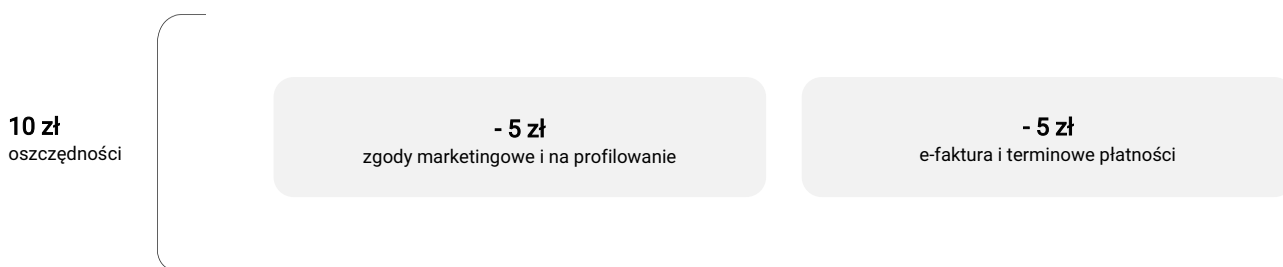 10 zł
oszczędności
- 5 zł
zgody marketingowe i na profilowanie
- 5 zł
e-faktura i terminowe płatności